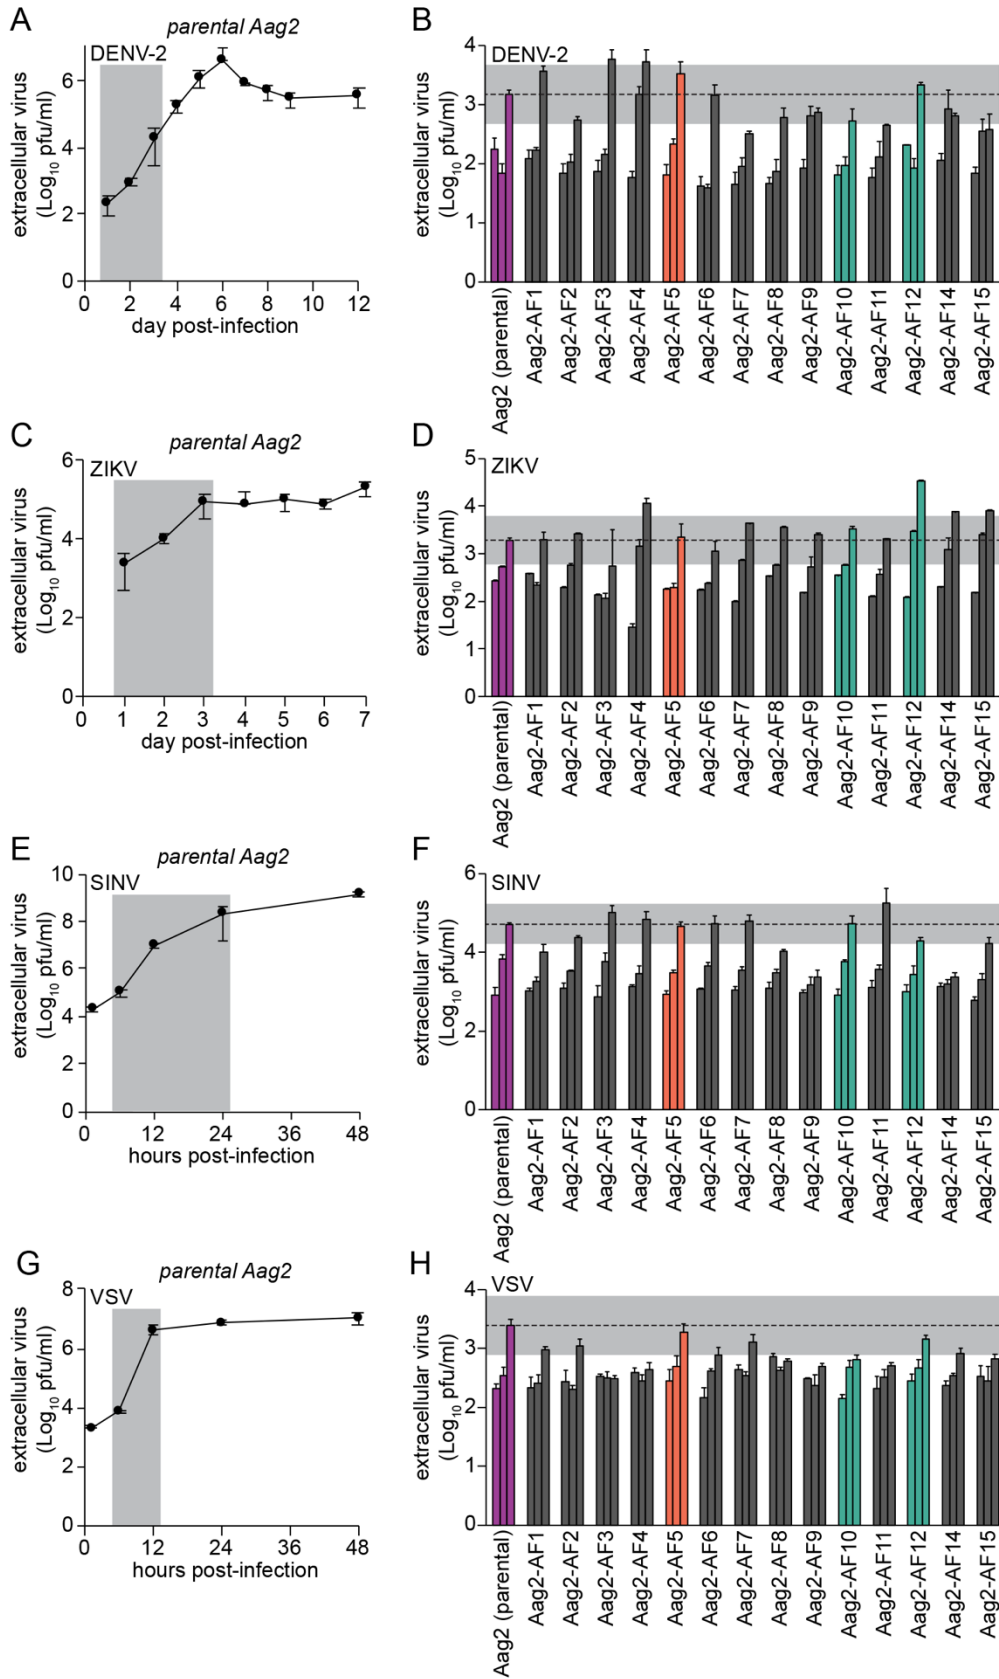 A
parental Aag2
DENV-2
extracellular virus
(Log10 pfu/ml)
6
4
2
0
0 2 4 6 8 10 12
day post-infection
B
DENV-2
extracellular virus
(Log10 pfu/ml)
4
3
2
1
0
Aag2 (parental)
Aag2-AF1
Aag2-AF2
Aag2-AF3
Aag2-AF4
Aag2-AF5
Aag2-AF6
Aag2-AF7
Aag2-AF8
Aag2-AF9
Aag2-AF10
Aag2-AF11
Aag2-AF12
Aag2-AF14
Aag2-AF15
C
parental Aag2
ZIKV
extracellular virus
(Log10 pfu/ml)
6
4
2
0
0 1 2 3 4 5 6 7
day post-infection
D
ZIKV
extracellular virus
(Log10 pfu/ml)
5
4
3
2
1
0
Aag2 (parental)
Aag2-AF1
Aag2-AF2
Aag2-AF3
Aag2-AF4
Aag2-AF5
Aag2-AF6
Aag2-AF7
Aag2-AF8
Aag2-AF9
Aag2-AF10
Aag2-AF11
Aag2-AF12
Aag2-AF14
Aag2-AF15
E
parental Aag2
SINV
extracellular virus
(Log10 pfu/ml)
10
8
6
4
2
0
0 12 24 36 48
hours post-infection
F
SINV
extracellular virus
(Log10 pfu/ml)
6
4
2
0
Aag2 (parental)
Aag2-AF1
Aag2-AF2
Aag2-AF3
Aag2-AF4
Aag2-AF5
Aag2-AF6
Aag2-AF7
Aag2-AF8
Aag2-AF9
Aag2-AF10
Aag2-AF11
Aag2-AF12
Aag2-AF14
Aag2-AF15
G
parental Aag2
VSV
extracellular virus
(Log10 pfu/ml)
8
6
4
2
0
0 12 24 36 48
hours post-infection
H
VSV
extracellular virus
(Log10 pfu/ml)
4
3
2
1
0
Aag2 (parental)
Aag2-AF1
Aag2-AF2
Aag2-AF3
Aag2-AF4
Aag2-AF5
Aag2-AF6
Aag2-AF7
Aag2-AF8
Aag2-AF9
Aag2-AF10
Aag2-AF11
Aag2-AF12
Aag2-AF14
Aag2-AF15